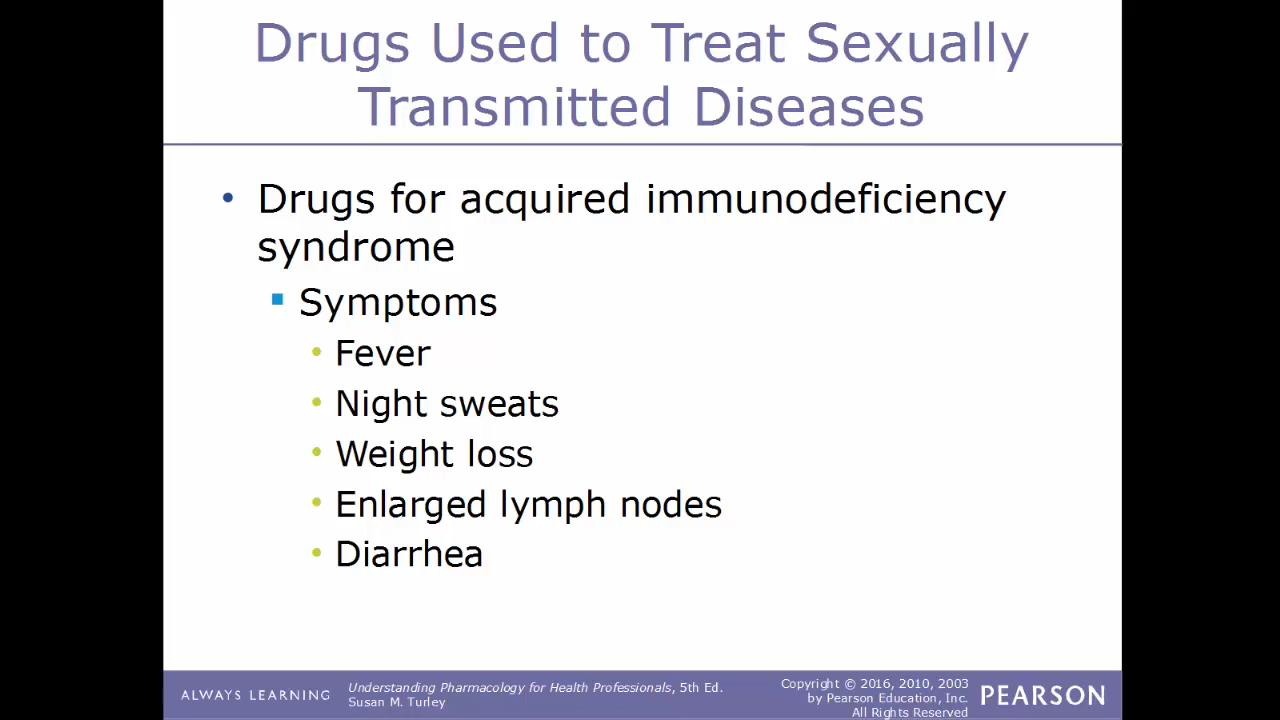 Drugs Used to Treat Sexually
Transmitted Diseases
• Drugs for acquired immunodeficiency
syndrome
▪ Symptoms
• Fever
• Night sweats
• Weight loss
• Enlarged lymph nodes
• Diarrhea
ALWAYS LEARNING
Understanding Pharmacology for Health Professionals, 5th Ed.
Susan M. Turley
Copyright © 2016, 2010, 2003
by Pearson Education, Inc.
All Rights Reserved
PEARSON